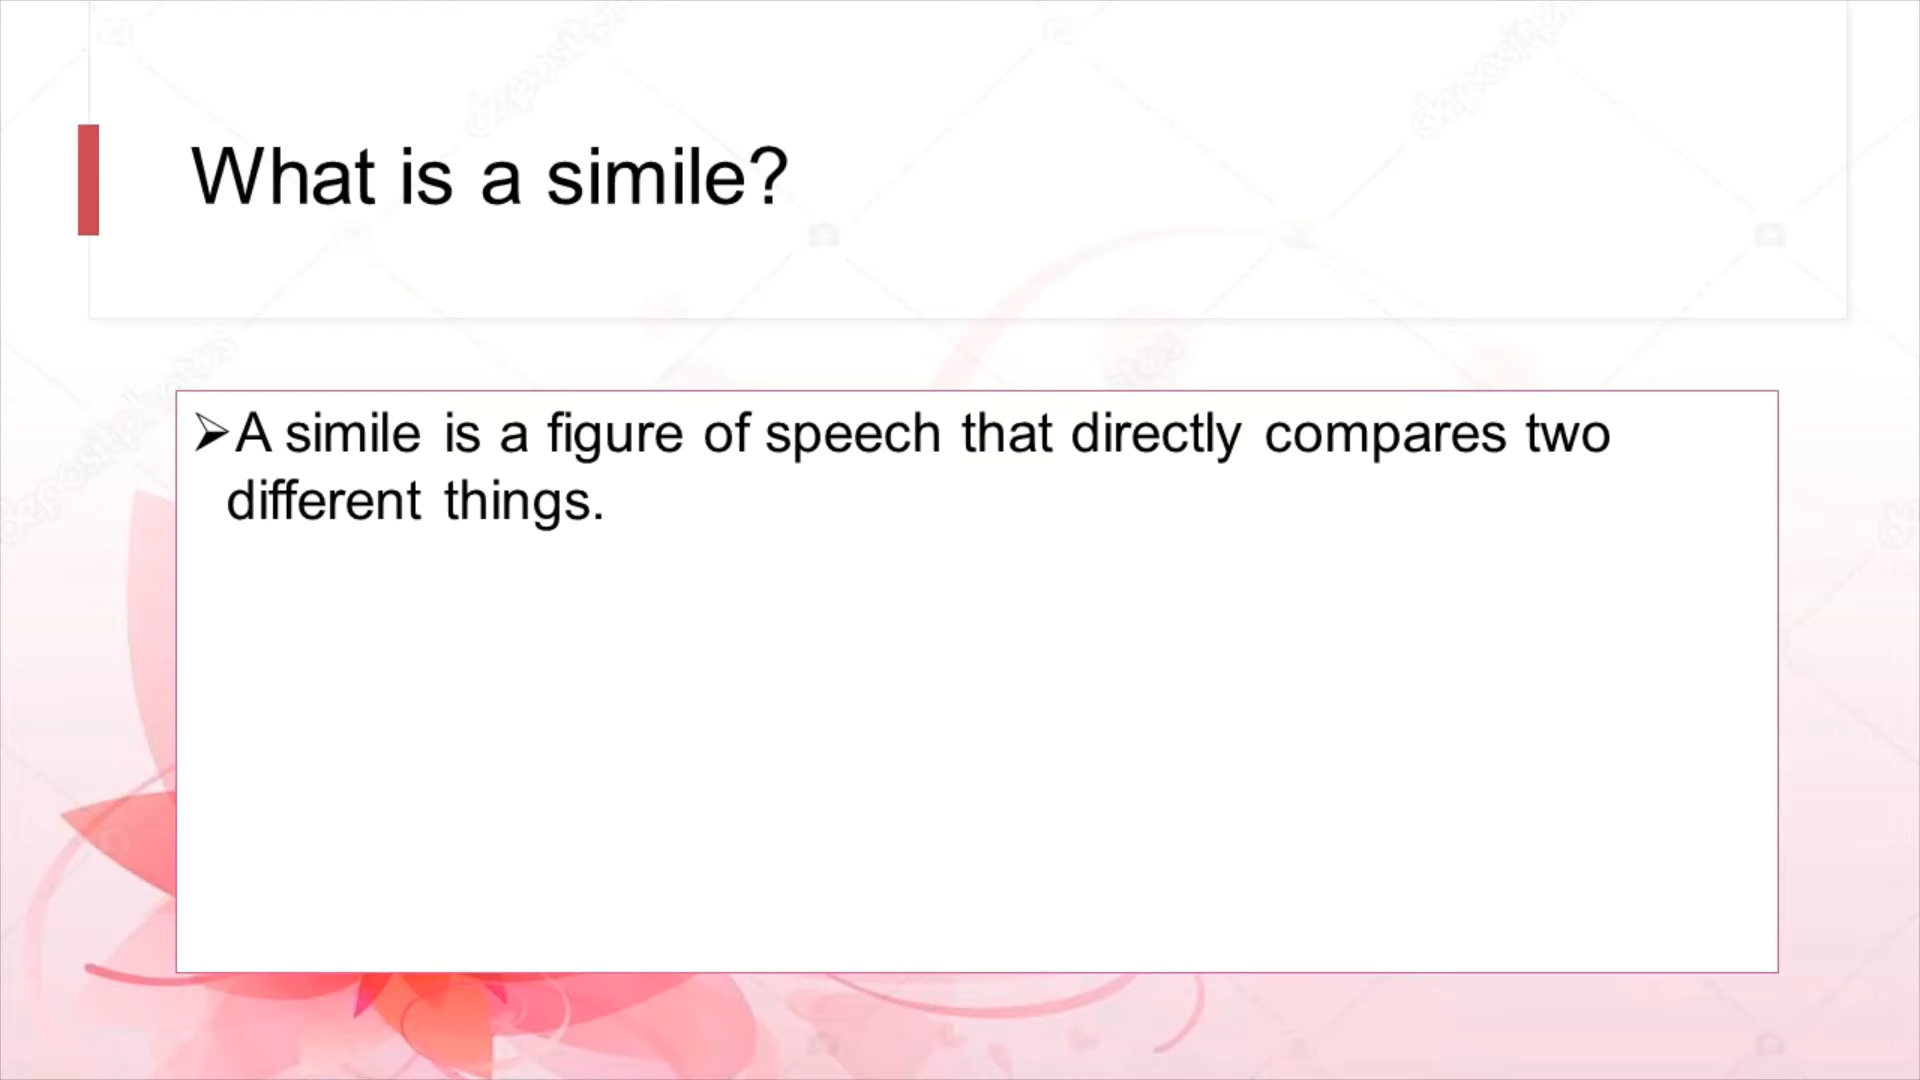 What is a simile?
➢A simile is a figure of speech that directly compares two
different things.